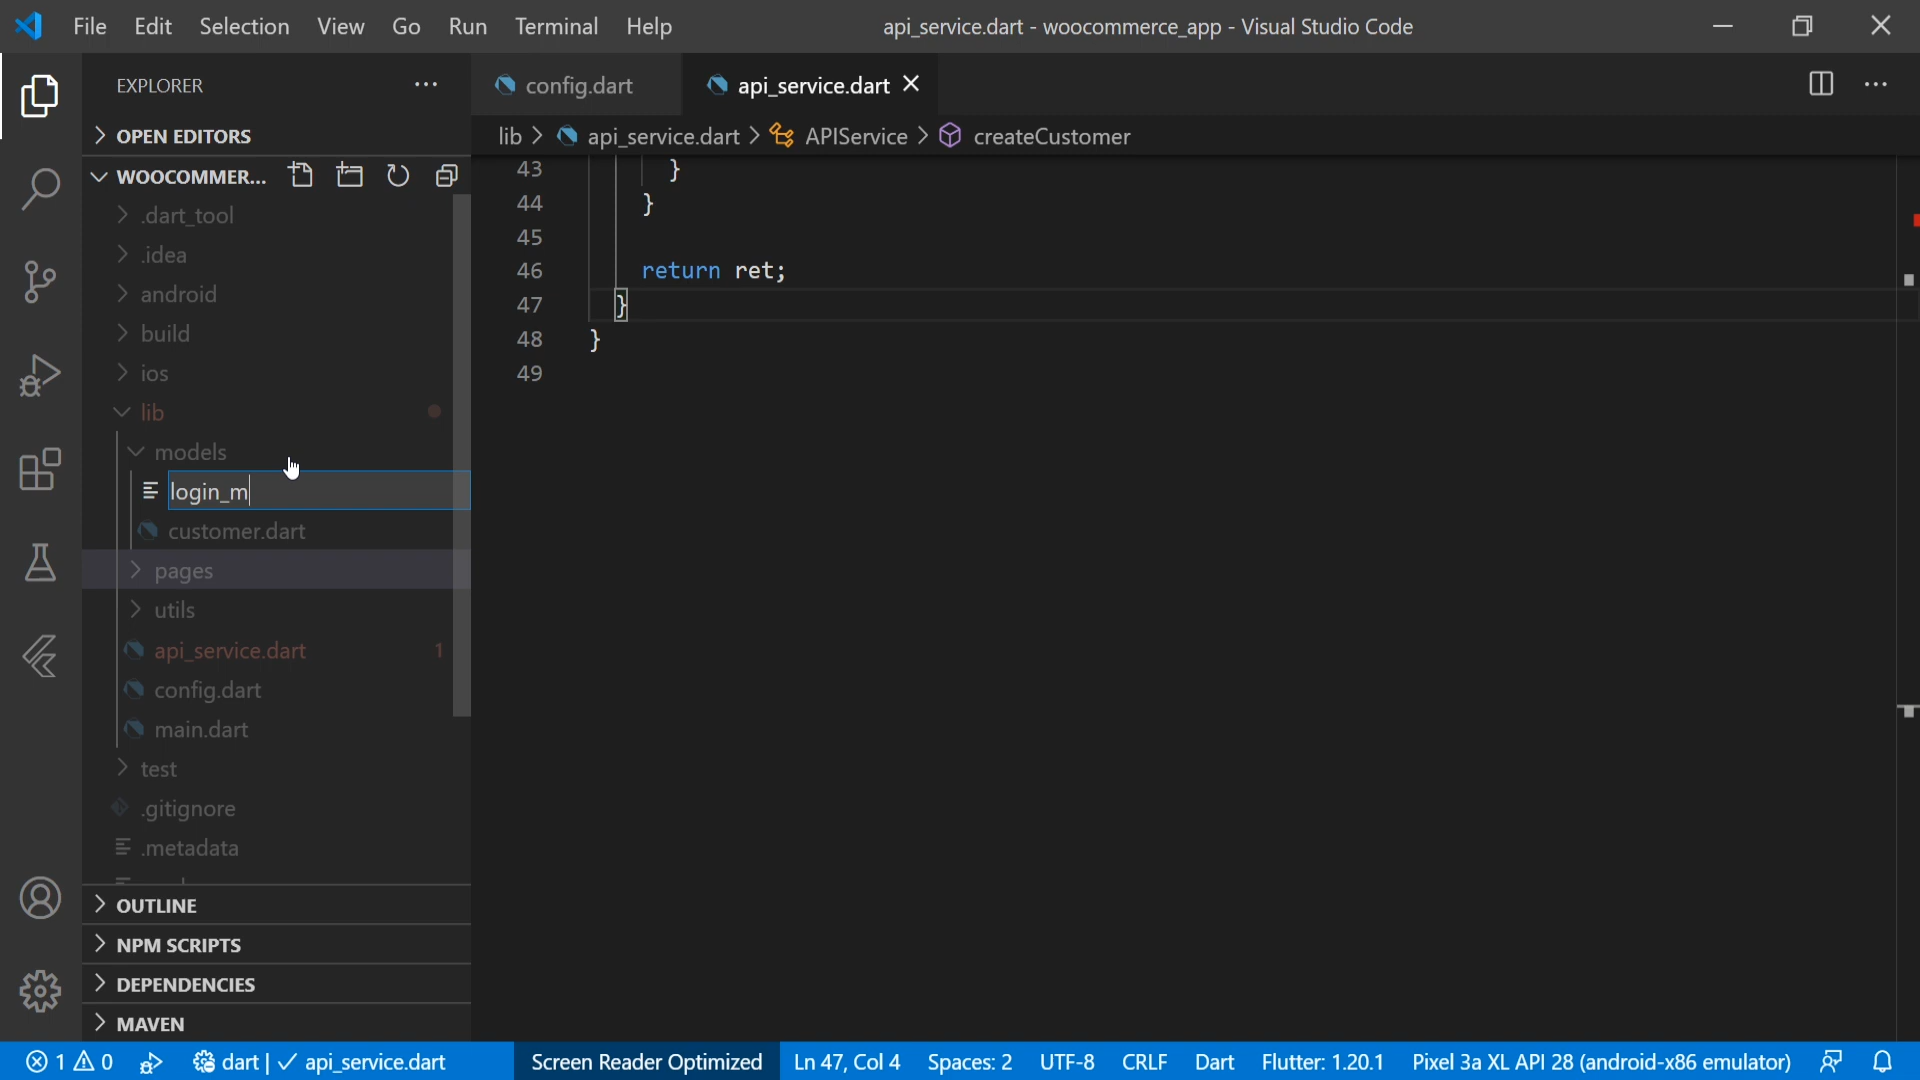 File Edit Selection View Go Run Terminal Help
api_service.dart - woocommerce_app - Visual Studio Code
EXPLORER
config.dart
api_service.dart
OPEN EDITORS
lib > api_service.dart > APIService > createCustomer
WOOCOMMER...
.dart_tool
.idea
android
build
ios
lib
models
login_m
customer.dart
pages
utils
api_service.dart 1
config.dart
main.dart
test
.gitignore
.metadata
OUTLINE
NPM SCRIPTS
DEPENDENCIES
MAVEN
43 }
44 }
45
46 return ret;
47 }
48 }
49
1 0 dart | ✓ api_service.dart Screen Reader Optimized Ln 47, Col 4 Spaces: 2 UTF-8 CRLF Dart Flutter: 1.20.1 Pixel 3a XL API 28 (android-x86 emulator)